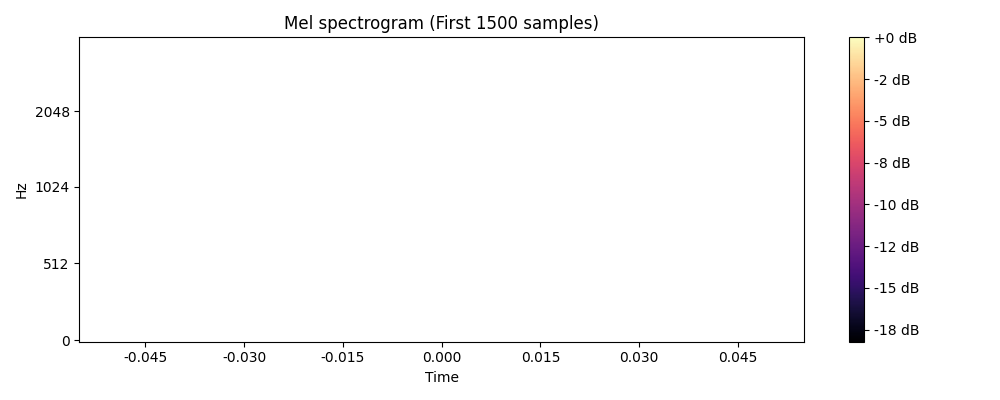 Mel spectrogram (First 1500 samples)
Hz
2048
1024
512
0
-0.045 -0.030 -0.015 0.000 0.015 0.030 0.045
Time
+0 dB
-2 dB
-5 dB
-8 dB
-10 dB
-12 dB
-15 dB
-18 dB